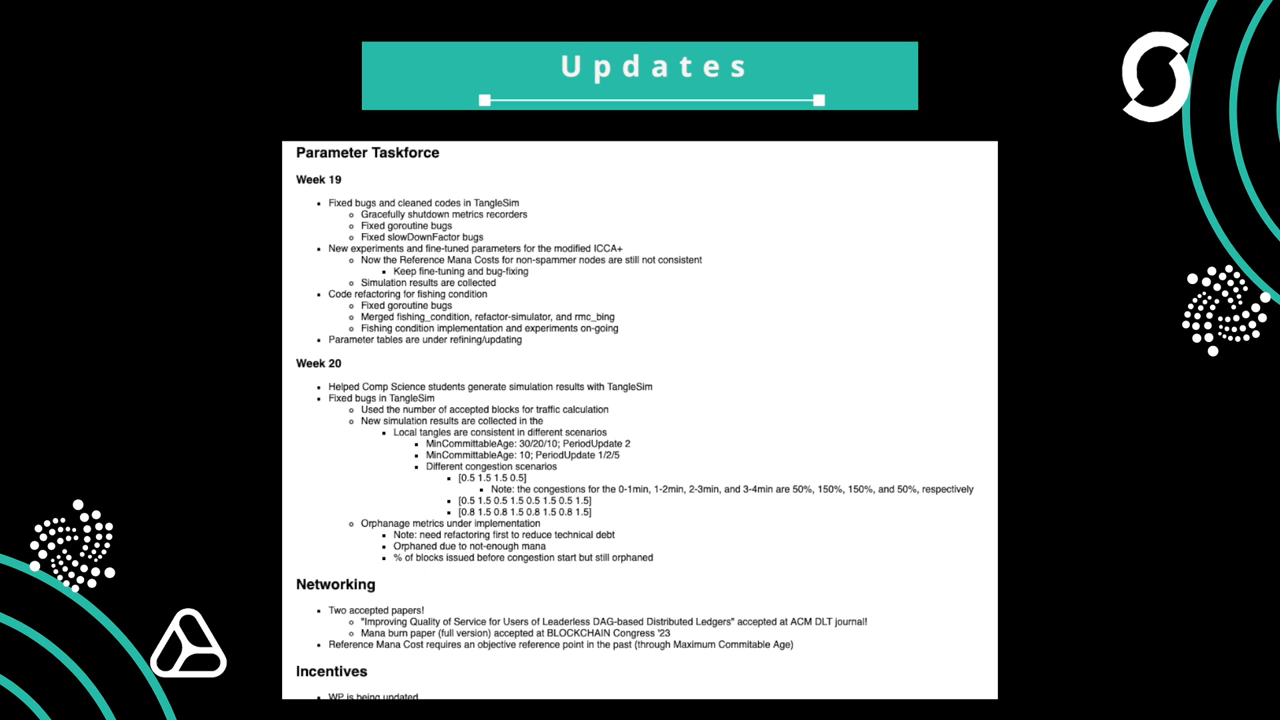 Updates
Parameter Taskforce
Week 19
Fixed bugs and cleaned codes in TangleSim
Gracefully shutdown metrics recorders
Fixed goroutine bugs
Fixed slowDownFactor bugs
New experiments and fine-tuned parameters for the modified ICCA+
Now the Reference Mana Costs for non-spammer nodes are still not consistent
Keep fine-tuning and bug-fixing
Simulation results are collected
Code refactoring for fishing condition
Fixed goroutine bugs
Merged fishing_condition, refactor-simulator, and rmc_bing
Fishing condition implementation and experiments on-going
Parameter tables are under refining/updating
Week 20
Helped Comp Science students generate simulation results with TangleSim
Fixed bugs in TangleSim
Used the number of accepted blocks for traffic calculation
New simulation results are collected in the
Local tangles are consistent in different scenarios
MinCommittableAge: 30/20/10; PeriodUpdate 2
MinCommittableAge: 10; PeriodUpdate 1/2/5
Different congestion scenarios
[0.5 1.5 1.5 0.5]
Note: the congestions for the 0-1min, 1-2min, 2-3min, and 3-4min are 50%, 150%, 150%, and 50%, respectively
[0.5 1.5 0.5 1.5 0.5 1.5 0.5 1.5]
[0.8 1.5 0.8 1.5 0.8 1.5 0.8 1.5]
Orphanage metrics under implementation
Note: need refactoring first to reduce technical debt
Orphaned due to not-enough mana
% of blocks issued before congestion start but still orphaned
Networking
Two accepted papers!
"Improving Quality of Service for Users of Leaderless DAG-based Distributed Ledgers" accepted at ACM DLT journal!
Mana burn paper (full version) accepted at BLOCKCHAIN Congress '23
Reference Mana Cost requires an objective reference point in the past (through Maximum Commitable Age)
Incentives
WP is being updated